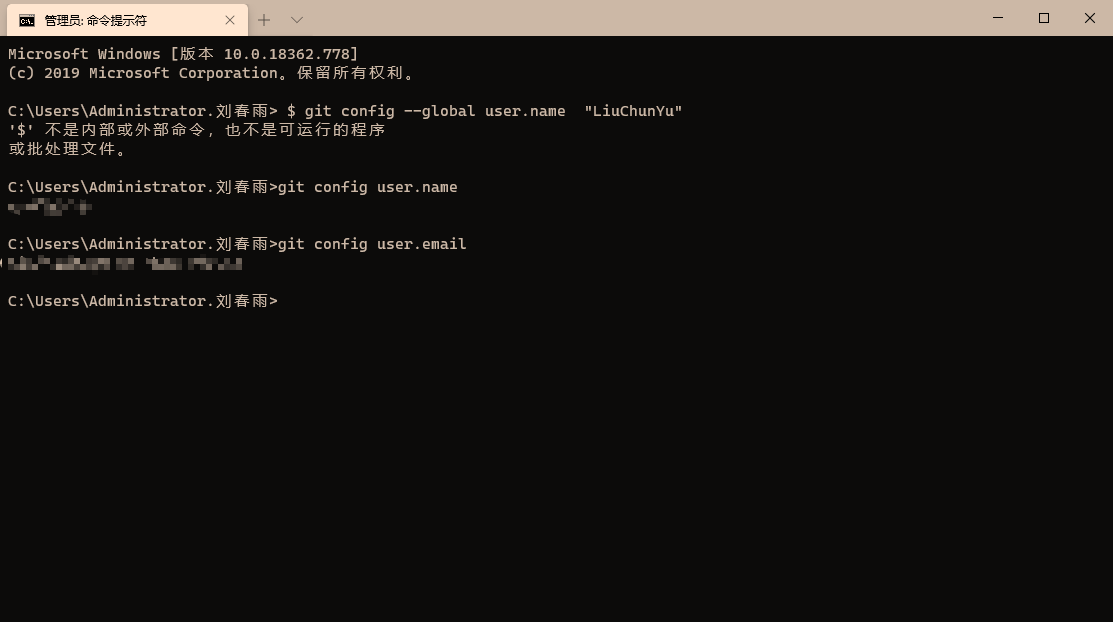 管理员: 命令提示符
Microsoft Windows [版本 10.0.18362.778]
(c) 2019 Microsoft Corporation。保留所有权利。
C:\Users\Administrator.刘春雨> $ git config --global user.name  "LiuChunYu"
'$' 不是内部或外部命令，也不是可运行的程序
或批处理文件。
C:\Users\Administrator.刘春雨>git config user.name
C:\Users\Administrator.刘春雨>git config user.email
C:\Users\Administrator.刘春雨>